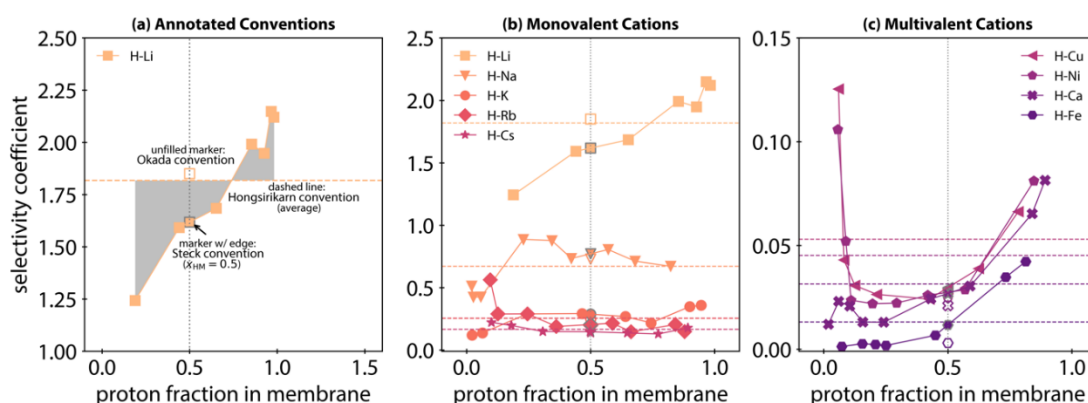 (a) Annotated Conventions
2.50
2.25
2.00
1.75
1.50
1.25
1.00
selectivity coefficient
H-Li
unfilled marker:
Okada convention
dashed line:
Hongsirikarn convention
(average)
marker w/ edge:
Steck convention
(x̄HM = 0.5)
0.0 0.5 1.0 1.5
proton fraction in membrane
(b) Monovalent Cations
2.5
2.0
1.5
1.0
0.5
0.0
H-Li
H-Na
H-K
H-Rb
H-Cs
0.0 0.5 1.0
proton fraction in membrane
(c) Multivalent Cations
0.15
0.10
0.05
0.00
H-Cu
H-Ni
H-Ca
H-Fe
0.0 0.5 1.0
proton fraction in membrane